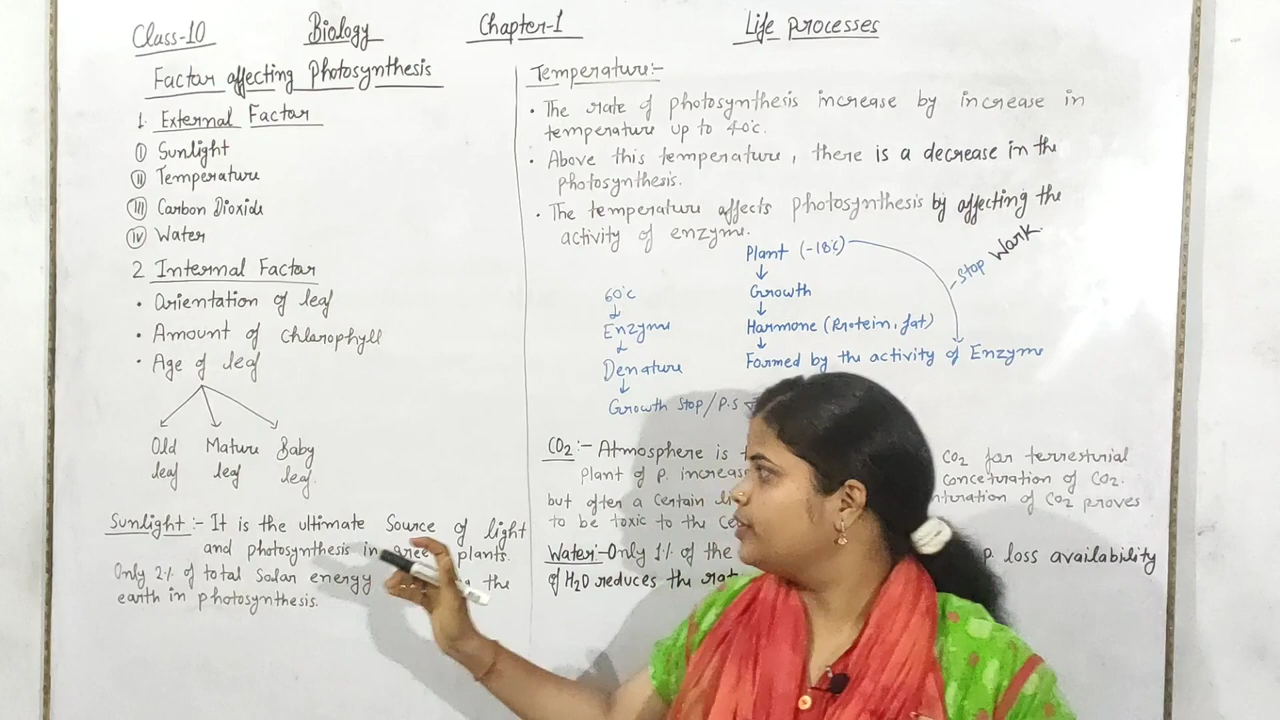 Class-10 Biology Chapter-1 Life processes
Factor affecting Photosynthesis
1. External Factor
(I) Sunlight
(II) Temperature
(III) Carbon Dioxide
(IV) Water
2 Internal Factor
• Orientation of leaf
• Amount of chlorophyll
• Age of leaf
Old Mature Baby
leaf leaf leaf.
Sunlight :- It is the ultimate Source of light
and photosynthesis in plants.
Only 2% of total Solar energy the
earth in photosynthesis.
Temperature:-
• The rate of photosynthesis increase by increase in
temperature up to 40°c.
• Above this temperature, there is a decrease in the
photosynthesis.
• The temperature affects photosynthesis by affecting the
activity of enzyme.
Plant (-18°c)
↓
Growth
↓
Harmone (Protein, fat)
↓
Formed by the activity of Enzyme
Stop Work.
60°c
↓
Enzyme
↓
Denature
↓
Growth Stop/P.S
CO2:- Atmosphere is CO2 for terrestrial
plant of p. increas concetration of CO2.
but ofter a Certain of CO2 proves
to be toxic to the
Water:- Only 1% of the p. loss availability
of H2O reduces the